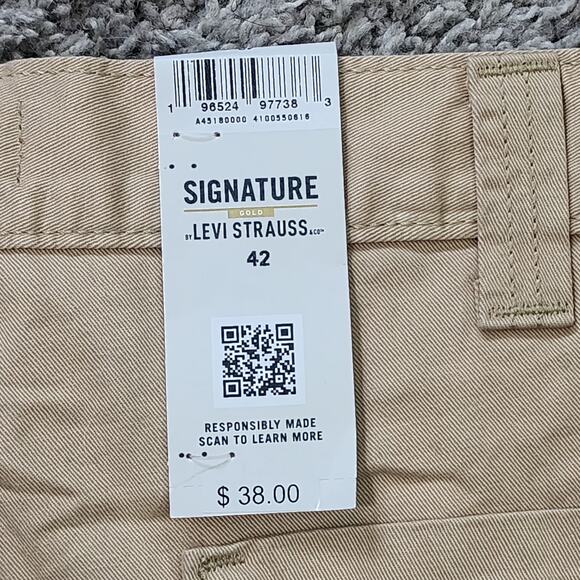 1 96524 97738 3
A45180000 4100550616
SIGNATURE
GOLD
BY LEVI STRAUSS & CO™
42
RESPONSIBLY MADE
SCAN TO LEARN MORE
$ 38.00